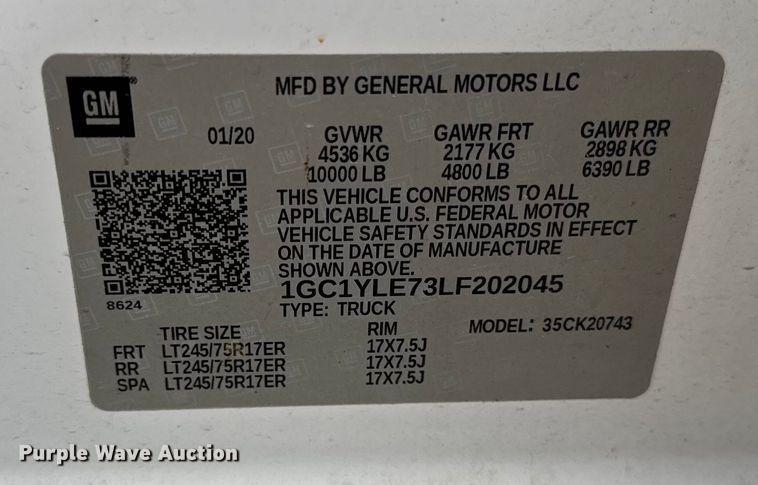 GM
MFD BY GENERAL MOTORS LLC
01/20 GVWR GAWR FRT GAWR RR
4536 KG 2177 KG 2898 KG
10000 LB 4800 LB 6390 LB
THIS VEHICLE CONFORMS TO ALL
APPLICABLE U.S. FEDERAL MOTOR
VEHICLE SAFETY STANDARDS IN EFFECT
ON THE DATE OF MANUFACTURE
SHOWN ABOVE.
8624
1GC1YLE73LF202045
TYPE: TRUCK
TIRE SIZE RIM MODEL: 35CK20743
FRT LT245/75R17ER 17X7.5J
RR LT245/75R17ER 17X7.5J
SPA LT245/75R17ER 17X7.5J
Purple Wave Auction